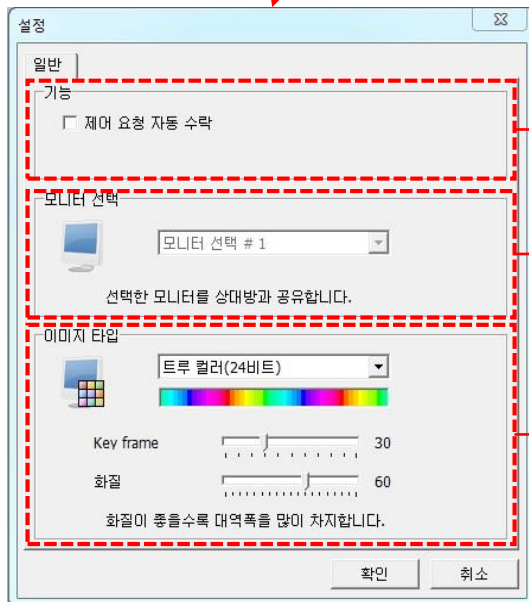 설정
일반
기능
제어 요청 자동 수락
모니터 선택
모니터 선택 # 1
선택한 모니터를 상대방과 공유합니다.
이미지 타입
트루 컬러(24비트)
Key frame 30
화질 60
화질이 좋을수록 대역폭을 많이 차지합니다.
확인 취소